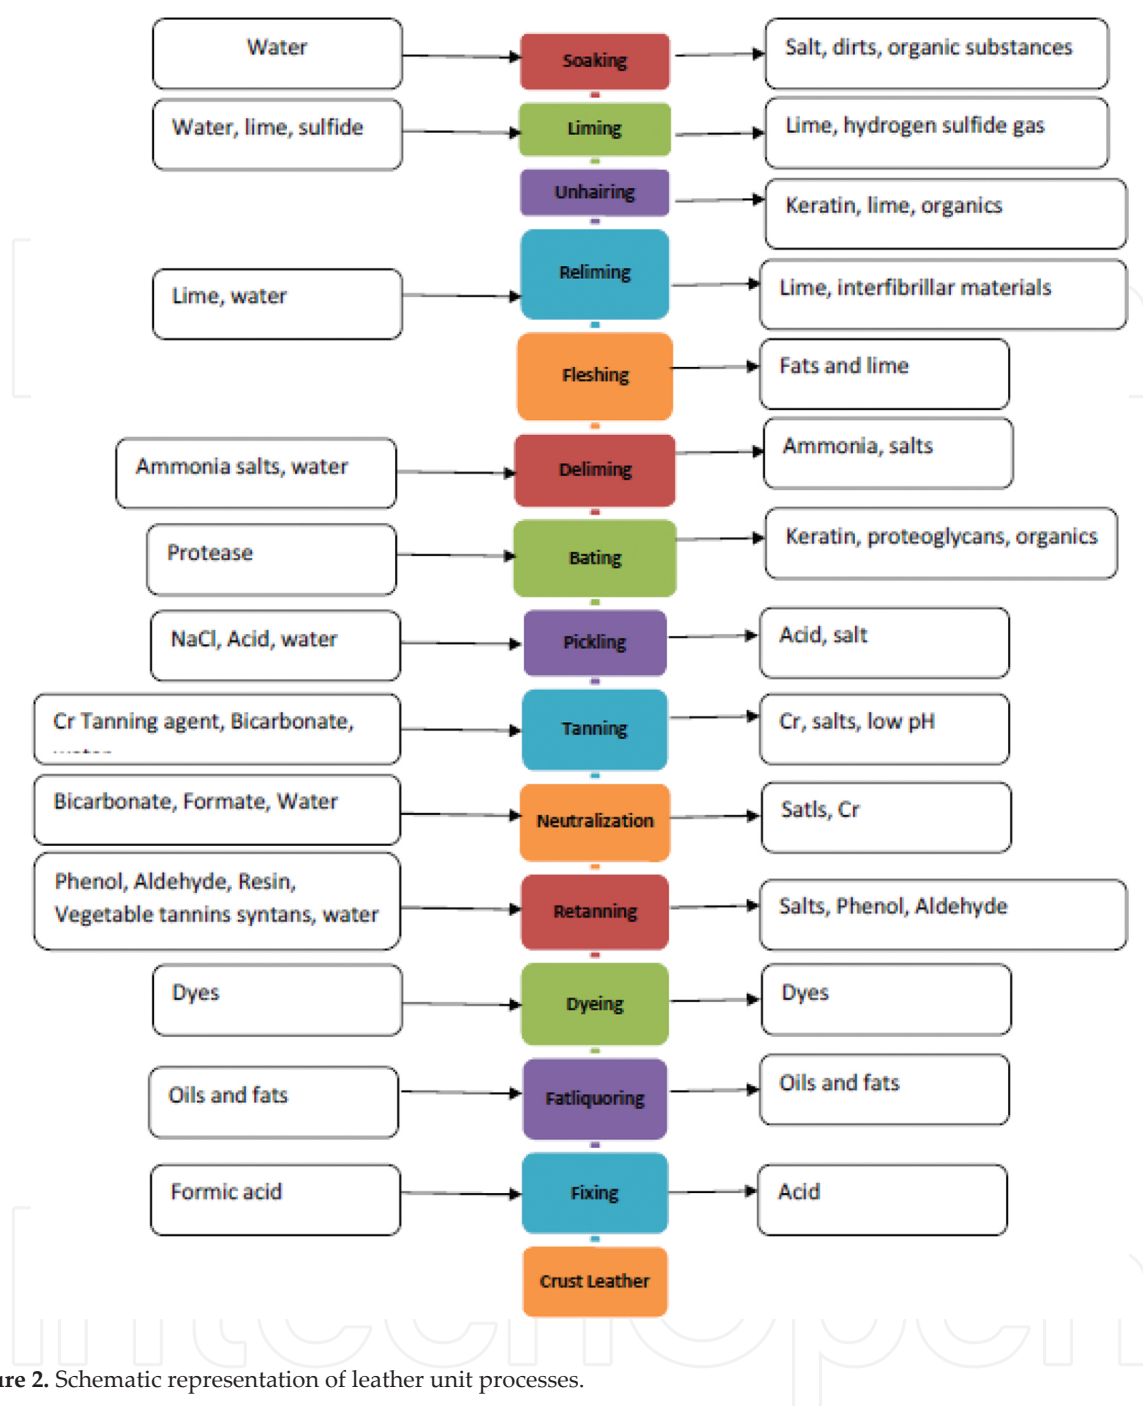 Water
Soaking
Salt, dirts, organic substances
Water, lime, sulfide
Liming
Lime, hydrogen sulfide gas
Unhairing
Keratin, lime, organics
Lime, water
Reliming
Lime, interfibrillar materials
Fleshing
Fats and lime
Ammonia salts, water
Deliming
Ammonia, salts
Protease
Bating
Keratin, proteoglycans, organics
NaCl, Acid, water
Pickling
Acid, salt
Cr Tanning agent, Bicarbonate,
Tanning
Cr, salts, low pH
Bicarbonate, Formate, Water
Neutralization
Satls, Cr
Phenol, Aldehyde, Resin,
Vegetable tannins syntans, water
Retanning
Salts, Phenol, Aldehyde
Dyes
Dyeing
Dyes
Oils and fats
Fatliquoring
Oils and fats
Formic acid
Fixing
Acid
Crust Leather
ure 2. Schematic representation of leather unit processes.